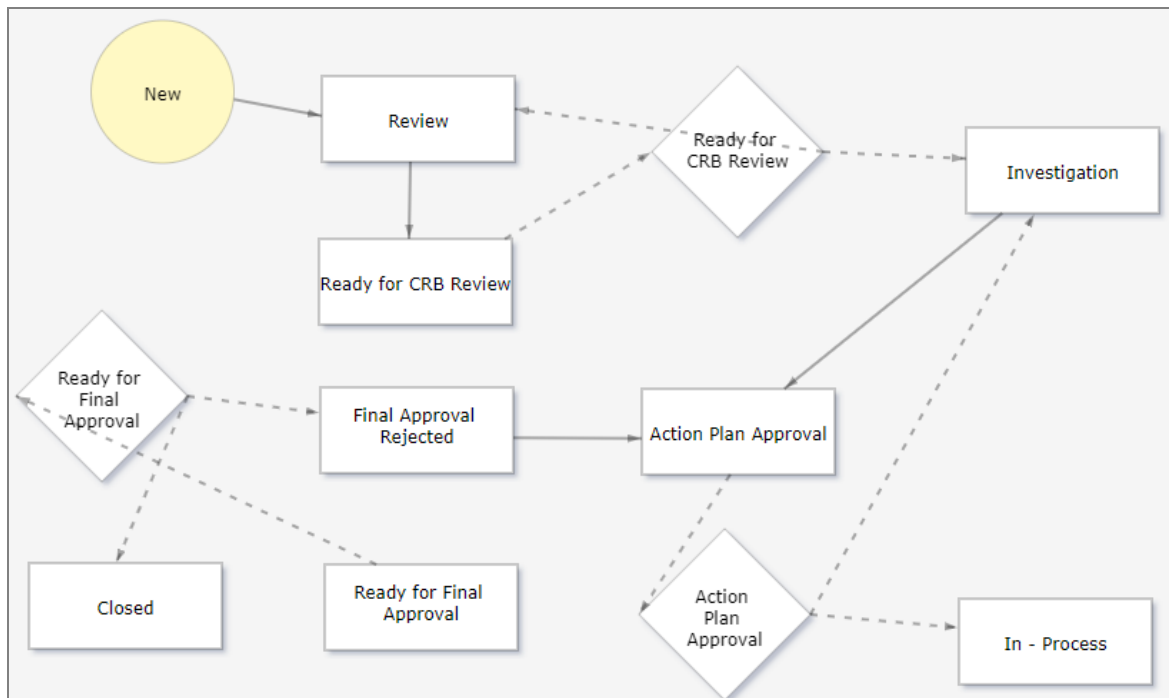 New
Review
Ready for
CRB Review
Investigation
Ready for CRB Review
Ready for
Final
Approval
Final Approval
Rejected
Action Plan Approval
Closed
Ready for Final
Approval
Action
Plan
Approval
In - Process